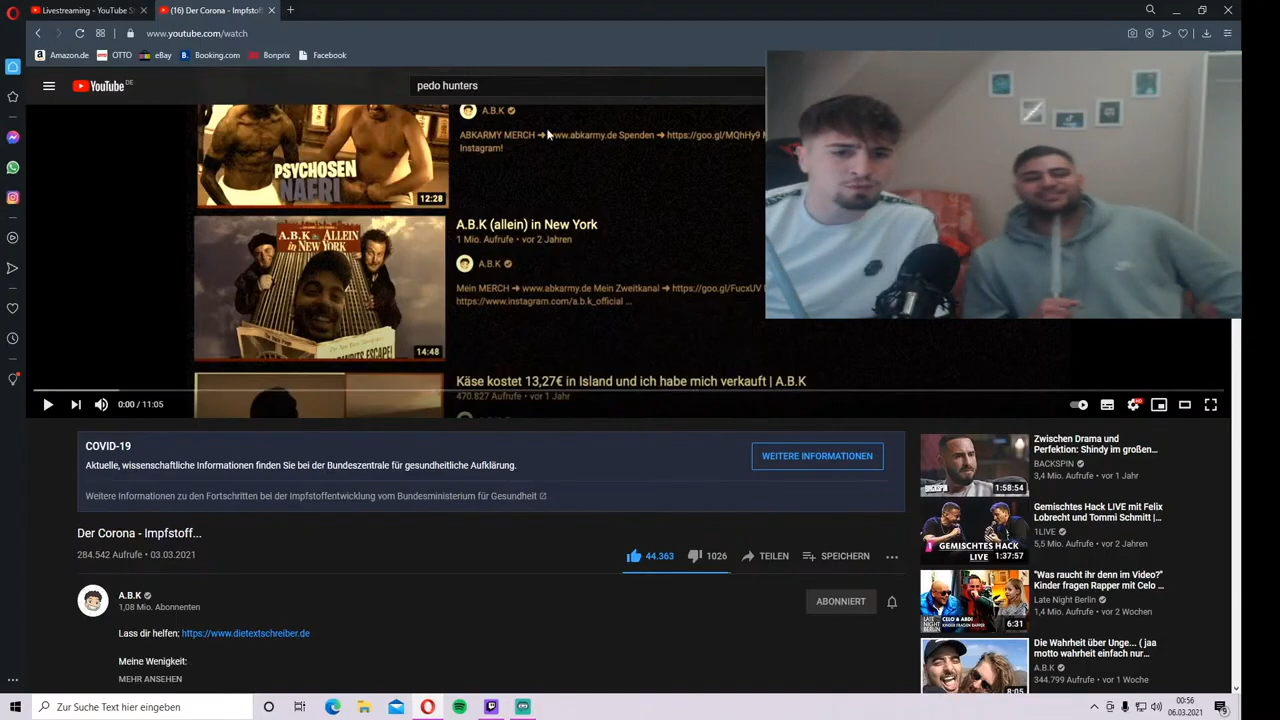 Livestreaming - YouTube S
(16) Der Corona - Impfstof
www.youtube.com/watch
Amazon.de
OTTO
eBay
Booking.com
Bonprix
Facebook
YouTube DE
pedo hunters
A.B.K
ABKARMY MERCH ➔ www.abkarmy.de Spenden ➔ https://goo.gl/MQhHy9
Instagram!
PSYCHOSEN
NAFRI
12:28
A.B.K (allein) in New York
1 Mio. Aufrufe • vor 2 Jahren
A.B.K
Mein MERCH ➔ www.abkarmy.de Mein Zweitkanal ➔ https://goo.gl/FucxUV
https://www.instagram.com/a.b.k_official ...
A.B.K ALLEIN
in NEW YORK
14:48
Käse kostet 13,27€ in Island und ich habe mich verkauft | A.B.K
470.827 Aufrufe • vor 1 Jahr
0:00 / 11:05
COVID-19
Aktuelle, wissenschaftliche Informationen finden Sie bei der Bundeszentrale für gesundheitliche Aufklärung.
WEITERE INFORMATIONEN
Weitere Informationen zu den Fortschritten bei der Impfstoffentwicklung vom Bundesministerium für Gesundheit
Der Corona - Impfstoff...
284.542 Aufrufe • 03.03.2021
44.363
1026
TEILEN
SPEICHERN
A.B.K
1,08 Mio. Abonnenten
ABONNIERT
Lass dir helfen: https://www.dietextschreiber.de
Meine Wenigkeit:
MEHR ANSEHEN
Zwischen Drama und
Perfektion: Shindy im großen...
BACKSPIN
3,4 Mio. Aufrufe • vor 1 Jahr
BACKSPIN
1:58:54
Gemischtes Hack LIVE mit Felix
Lobrecht und Tommi Schmitt |...
1LIVE
5,5 Mio. Aufrufe • vor 2 Jahren
GEMISCHTES HACK
LIVE
1:37:57
"Was raucht ihr denn im Video?"
Kinder fragen Rapper mit Celo ...
Late Night Berlin
1,4 Mio. Aufrufe • vor 2 Wochen
CELO & ABDI
KINDER FRAGEN RAPPER
6:31
Die Wahrheit über Unge... ( jaa
motto wahrheit einfach nur...
A.B.K
344.799 Aufrufe • vor 1 Woche
8:05
Zur Suche Text hier eingeben
00:56
06.03.2021